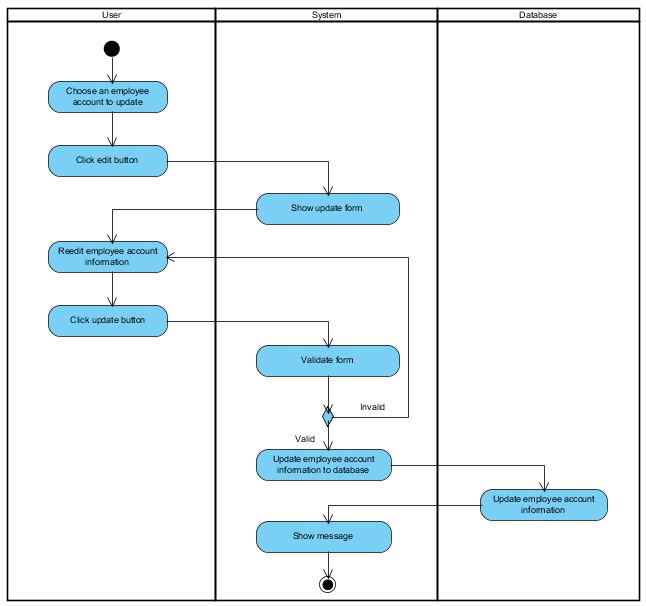 User
System
Database
Choose an employee
account to update
Click edit button
Show update form
Reedit employee account
information
Click update button
Validate form
Invalid
Valid
Update employee account
information to database
Update employee account
information
Show message